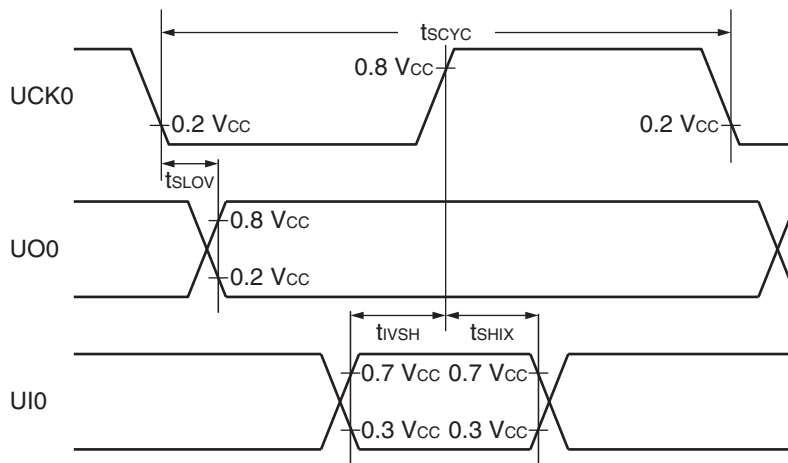 tSCYC
UCK0
0.8 VCC
0.2 VCC
0.2 VCC
tSLOV
UO0
0.8 VCC
0.2 VCC
tIVSH
tSHIX
UI0
0.7 VCC
0.7 VCC
0.3 VCC
0.3 VCC